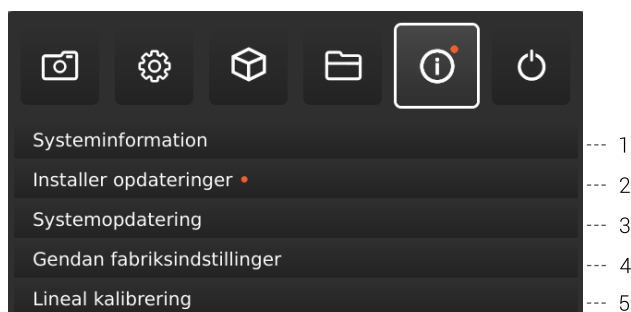 Systeminformation --- 1
Installer opdateringer • --- 2
Systemopdatering --- 3
Gendan fabriksindstillinger --- 4
Lineal kalibrering --- 5